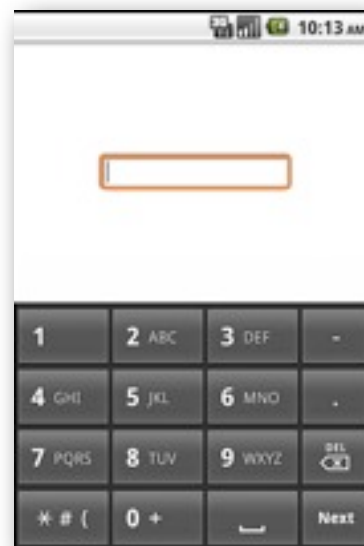 10:13 AM
1 2 ABC 3 DEF -
4 GHI 5 JKL 6 MNO .
7 PQRS 8 TUV 9 WXYZ DEL
* # ( 0 + Next